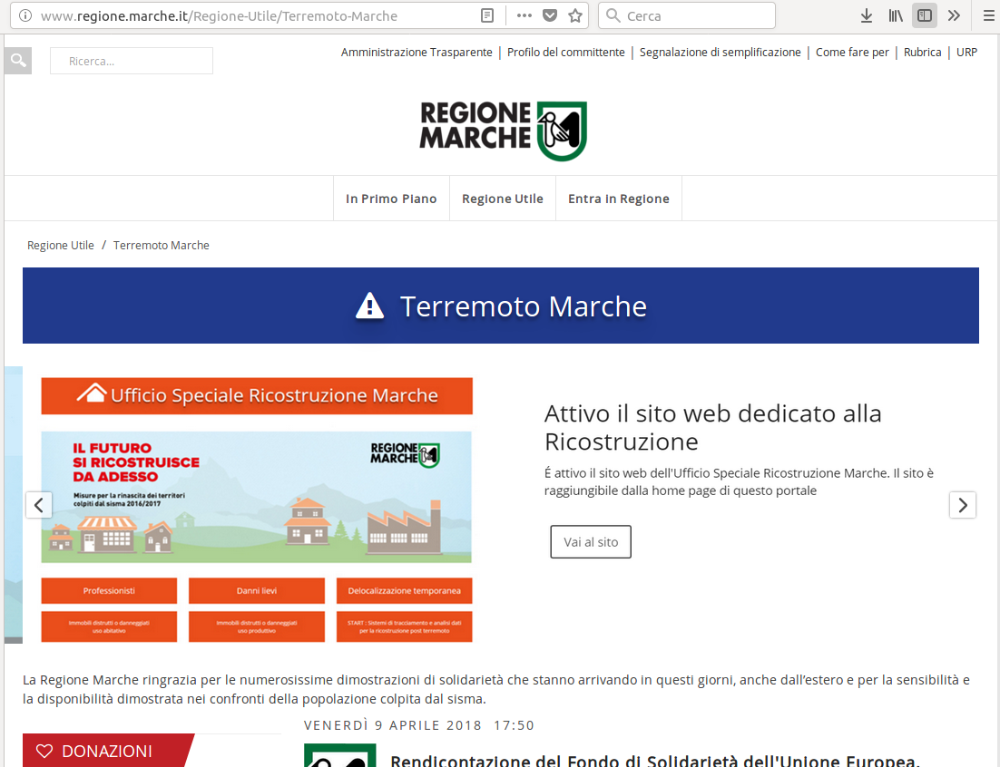 www.regione.marche.it/Regione-Utile/Terremoto-Marche
Cerca
Ricerca...
Amministrazione Trasparente | Profilo del committente | Segnalazione di semplificazione | Come fare per | Rubrica | URP
REGIONE
MARCHE
In Primo Piano
Regione Utile
Entra in Regione
Regione Utile / Terremoto Marche
Terremoto Marche
Ufficio Speciale Ricostruzione Marche
IL FUTURO
SI RICOSTRUISCE
DA ADESSO
Misure per la rinascita dei territori
colpiti dal sisma 2016/2017
REGIONE
MARCHE
Professionisti
Danni lievi
Delocalizzazione temporanea
Immobili distrutti o danneggiati
uso abitativo
Immobili distrutti o danneggiati
uso produttivo
START : Sistemi di tracciamento e analisi dati
per la ricostruzione post terremoto
Attivo il sito web dedicato alla
Ricostruzione
É attivo il sito web dell'Ufficio Speciale Ricostruzione Marche. Il sito è
raggiungibile dalla home page di questo portale
Vai al sito
La Regione Marche ringrazia per le numerosissime dimostrazioni di solidarietà che stanno arrivando in questi giorni, anche dall’estero e per la sensibilità e
la disponibilità dimostrata nei confronti della popolazione colpita dal sisma.
DONAZIONI
VENERDÌ 9 APRILE 2018 17:50
Rendicontazione del Fondo di Solidarietà dell'Unione Europea.